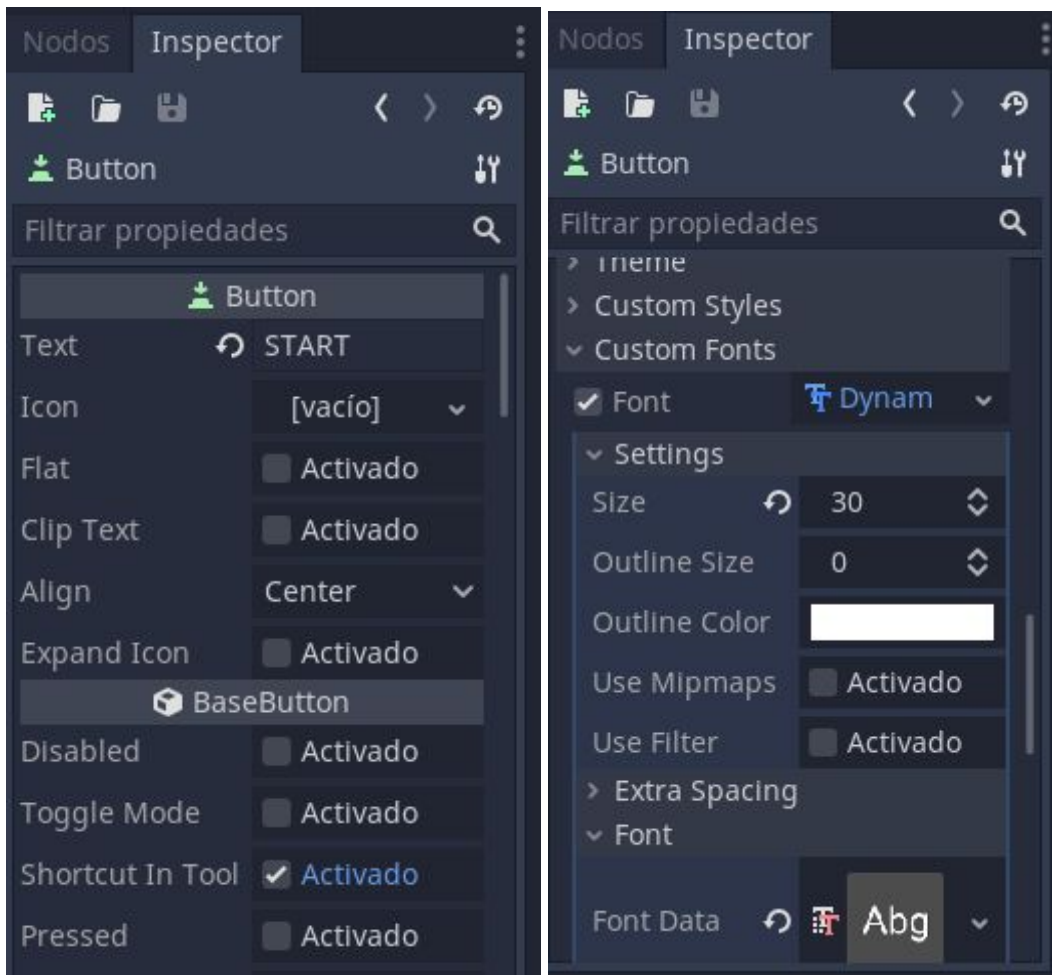 Nodos Inspector
Button
Filtrar propiedades
Button
Text START
Icon [vacío]
Flat Activado
Clip Text Activado
Align Center
Expand Icon Activado
BaseButton
Disabled Activado
Toggle Mode Activado
Shortcut In Tool Activado
Pressed Activado
Nodos Inspector
Button
Filtrar propiedades
Theme
Custom Styles
Custom Fonts
Font Dynam
Settings
Size 30
Outline Size 0
Outline Color
Use Mipmaps Activado
Use Filter Activado
Extra Spacing
Font
Font Data Abg